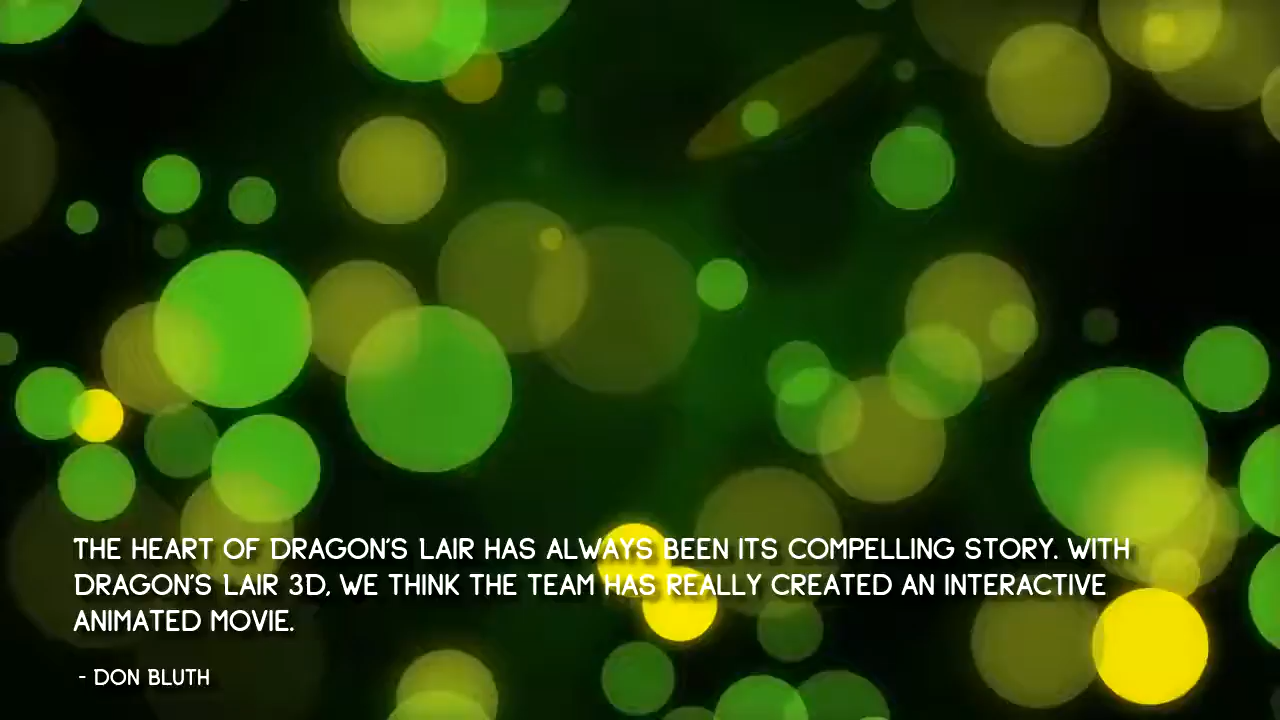 THE HEART OF DRAGON'S LAIR HAS ALWAYS BEEN ITS COMPELLING STORY. WITH
DRAGON'S LAIR 3D, WE THINK THE TEAM HAS REALLY CREATED AN INTERACTIVE
ANIMATED MOVIE.
- DON BLUTH